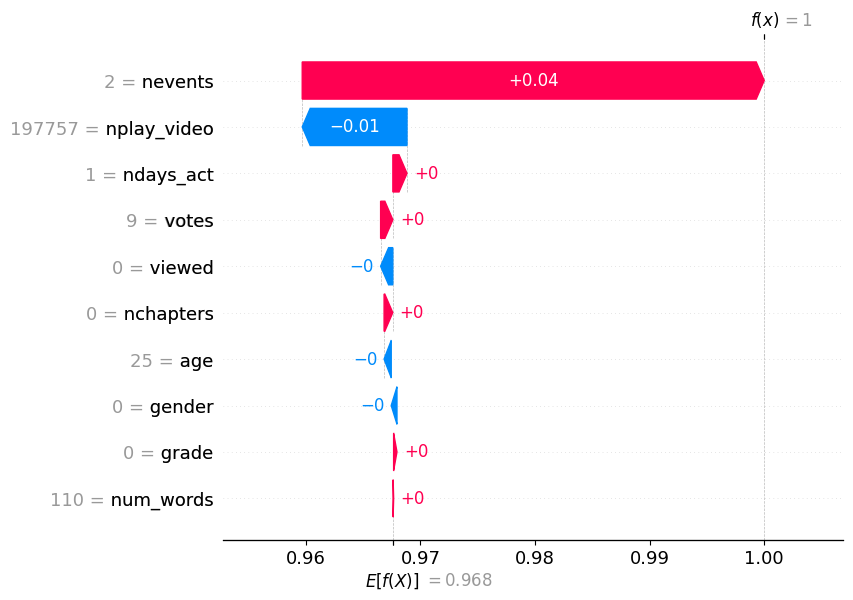 f(x) = 1
2 = nevents
+0.04
197757 = nplay_video
−0.01
1 = ndays_act
+0
9 = votes
+0
0 = viewed
−0
0 = nchapters
+0
25 = age
−0
0 = gender
−0
0 = grade
+0
110 = num_words
+0
0.96 0.97 0.98 0.99 1.00
E[f(X)] = 0.968